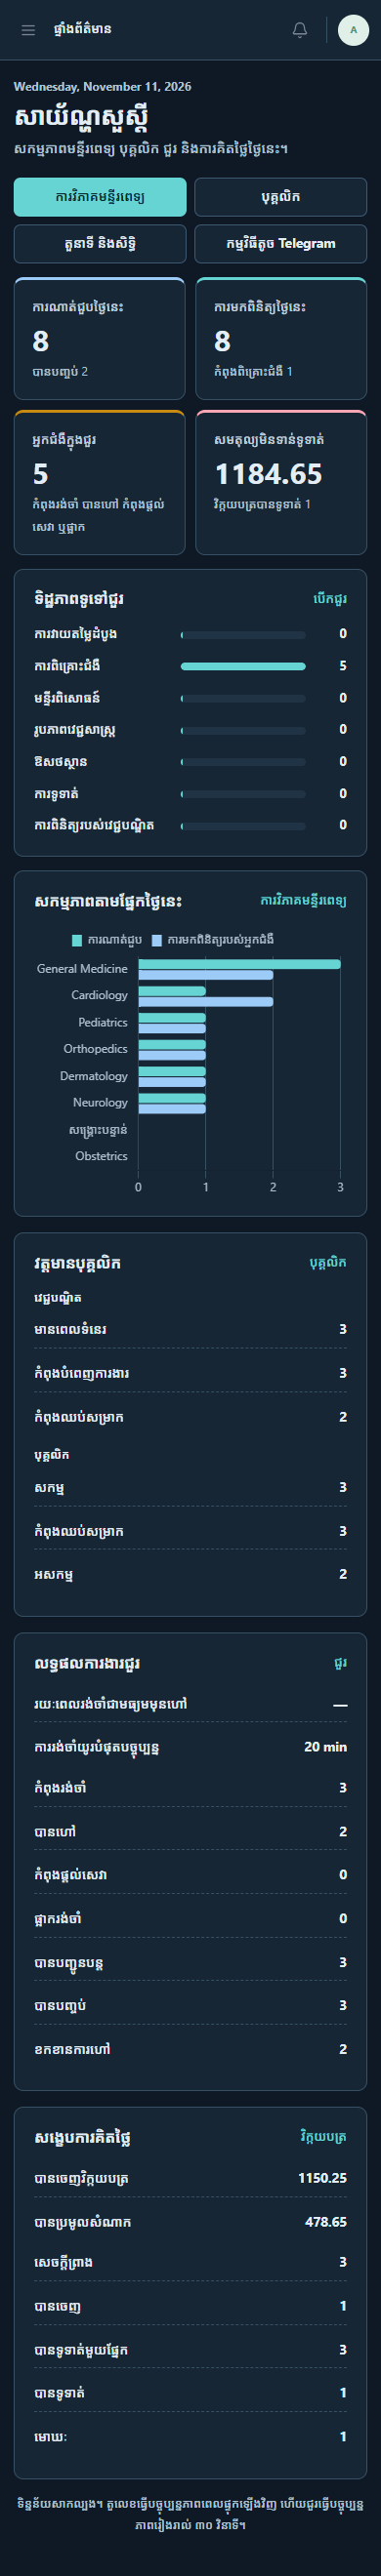 ផ្ទាំងព័ត៌មាន
A
Wednesday, November 11, 2026
សាយ័ណ្ហសួស្តី
សកម្មភាពមន្ទីរពេទ្យ បុគ្គលិក ជួរ និងការគិតថ្លៃថ្ងៃនេះ។
ការវិភាគមន្ទីរពេទ្យ
បុគ្គលិក
តួនាទី និងសិទ្ធិ
កម្មវិធីតូច Telegram
ការណាត់ជួបថ្ងៃនេះ
8
បានបញ្ចប់ 2
ការមកពិនិត្យថ្ងៃនេះ
8
កំពុងពិគ្រោះជំងឺ 1
អ្នកជំងឺក្នុងជួរ
5
កំពុងរង់ចាំ បានហៅ កំពុងផ្តល់
សេវា ឬផ្អាក
សមតុល្យមិនទាន់ទូទាត់
1184.65
វិក្កយបត្របានទូទាត់ 1
ទិដ្ឋភាពទូទៅជួរ
បើកជួរ
ការវាយតម្លៃដំបូង 0
ការពិគ្រោះជំងឺ 5
មន្ទីរពិសោធន៍ 0
រូបភាពវេជ្ជសាស្ត្រ 0
ឱសថស្ថាន 0
ការទូទាត់ 0
ការពិនិត្យរបស់វេជ្ជបណ្ឌិត 0
សកម្មភាពតាមផ្នែកថ្ងៃនេះ
ការវិភាគមន្ទីរពេទ្យ
ការណាត់ជួប ការមកពិនិត្យរបស់អ្នកជំងឺ
General Medicine
Cardiology
Pediatrics
Orthopedics
Dermatology
Neurology
សង្គ្រោះបន្ទាន់
Obstetrics
0 1 2 3
វត្តមានបុគ្គលិក
បុគ្គលិក
វេជ្ជបណ្ឌិត
មានពេលទំនេរ 3
កំពុងបំពេញការងារ 3
កំពុងឈប់សម្រាក 2
បុគ្គលិក
សកម្ម 3
កំពុងឈប់សម្រាក 3
អសកម្ម 2
លទ្ធផលការងារជួរ
ជួរ
រយៈពេលរង់ចាំជាមធ្យមមុនហៅ —
ការរង់ចាំយូរបំផុតបច្ចុប្បន្ន 20 min
កំពុងរង់ចាំ 3
បានហៅ 2
កំពុងផ្តល់សេវា 0
ផ្អាករង់ចាំ 0
បានបញ្ជូនបន្ត 3
បានបញ្ចប់ 3
ខកខានការហៅ 2
សង្ខេបការគិតថ្លៃ
វិក្កយបត្រ
បានចេញវិក្កយបត្រ 1150.25
បានប្រមូលសំណាក 478.65
សេចក្តីព្រាង 3
បានចេញ 1
បានទូទាត់មួយផ្នែក 3
បានទូទាត់ 1
មោឃៈ 1
ទិន្នន័យសាកល្បង។ តួលេខធ្វើបច្ចុប្បន្នភាពពេលផ្ទុកឡើងវិញ ហើយជួរធ្វើបច្ចុប្បន្ន
ភាពរៀងរាល់ ៣០ វិនាទី។